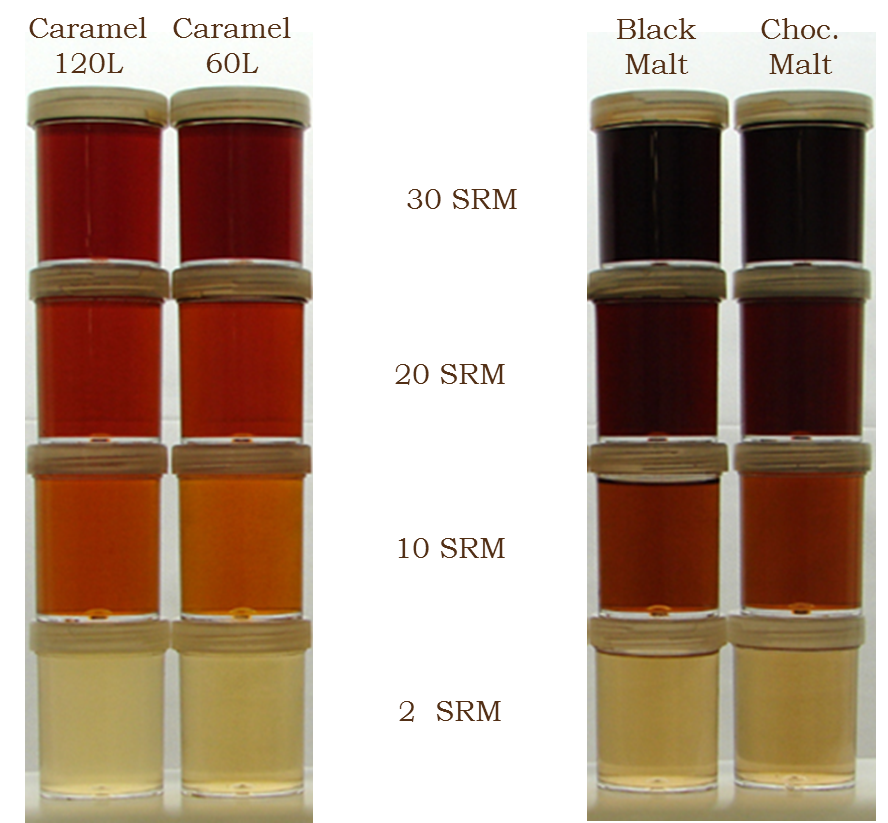 Caramel 120L
Caramel 60L
Black Malt
Choc. Malt
30 SRM
20 SRM
10 SRM
2 SRM